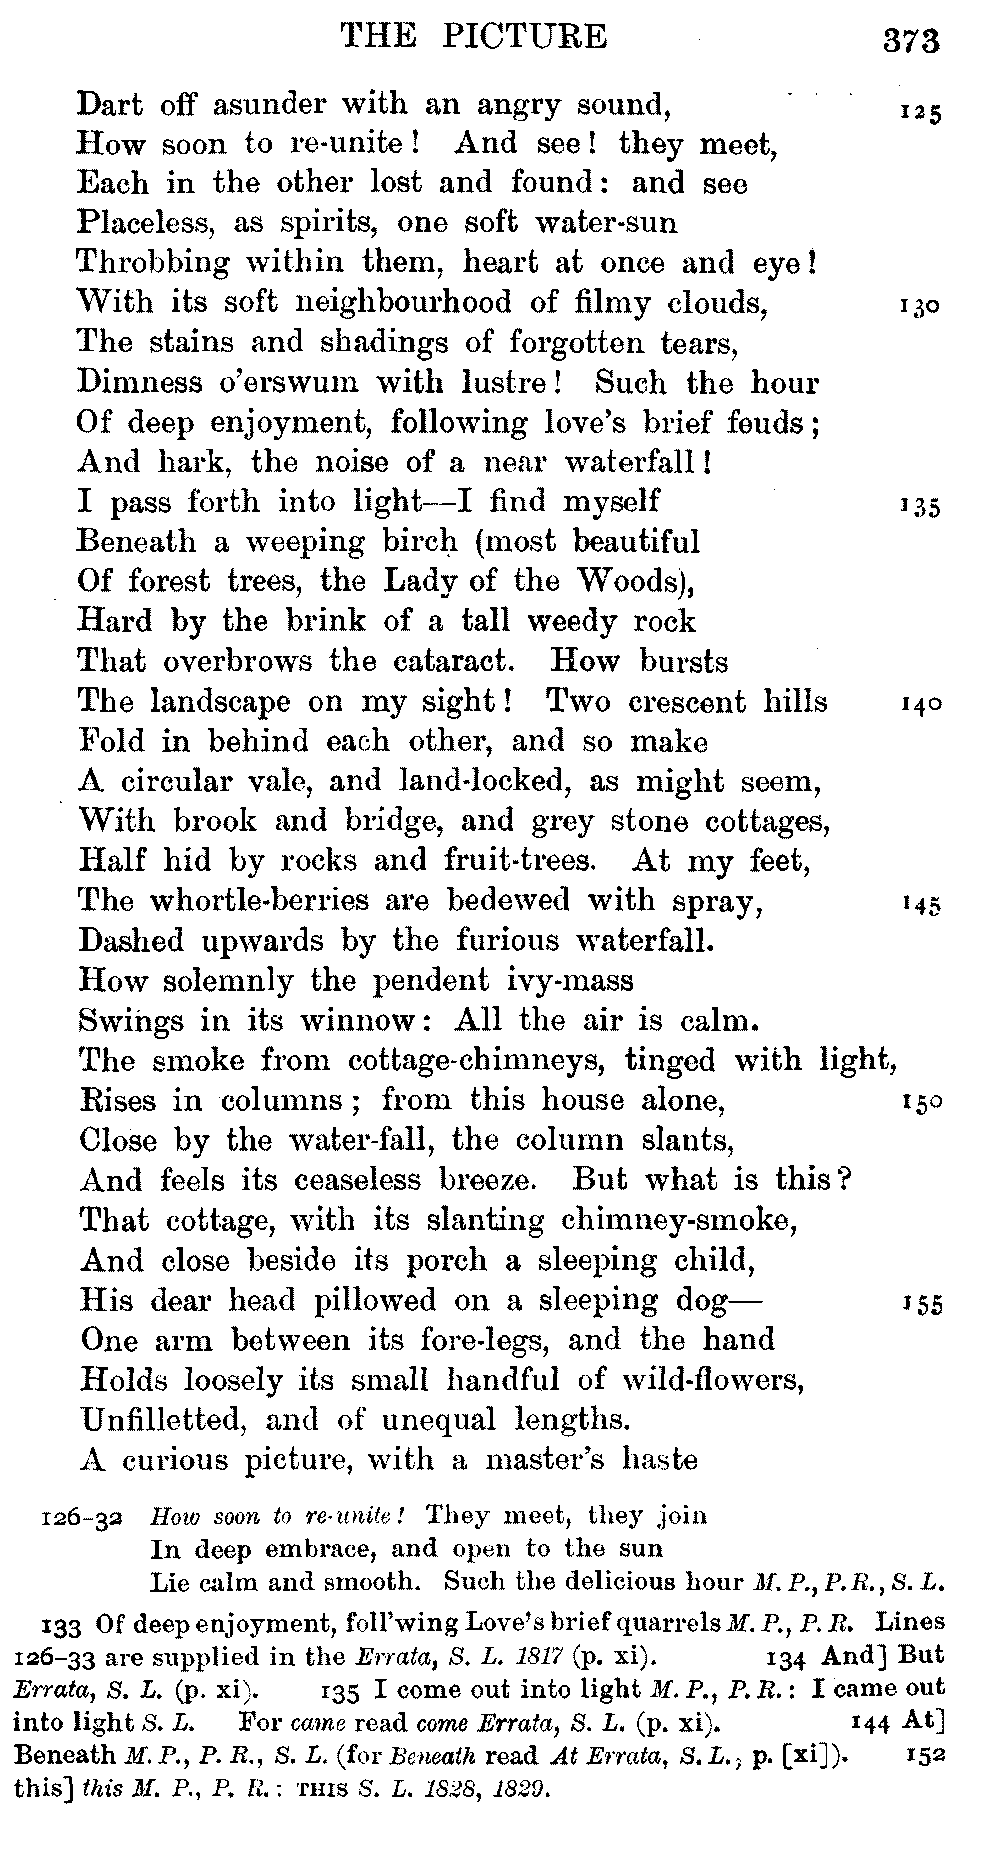 THE PICTURE 373
Dart off asunder with an angry sound, 125
How soon to re-unite! And see! they meet,
Each in the other lost and found: and see
Placeless, as spirits, one soft water-sun
Throbbing within them, heart at once and eye!
With its soft neighbourhood of filmy clouds, 130
The stains and shadings of forgotten tears,
Dimness o'erswum with lustre! Such the hour
Of deep enjoyment, following love's brief feuds;
And hark, the noise of a near waterfall!
I pass forth into light—I find myself 135
Beneath a weeping birch (most beautiful
Of forest trees, the Lady of the Woods),
Hard by the brink of a tall weedy rock
That overbrows the cataract. How bursts
The landscape on my sight! Two crescent hills 140
Fold in behind each other, and so make
A circular vale, and land-locked, as might seem,
With brook and bridge, and grey stone cottages,
Half hid by rocks and fruit-trees. At my feet,
The whortle-berries are bedewed with spray, 145
Dashed upwards by the furious waterfall.
How solemnly the pendent ivy-mass
Swings in its winnow: All the air is calm.
The smoke from cottage-chimneys, tinged with light,
Rises in columns; from this house alone, 150
Close by the water-fall, the column slants,
And feels its ceaseless breeze. But what is this?
That cottage, with its slanting chimney-smoke,
And close beside its porch a sleeping child,
His dear head pillowed on a sleeping dog— 155
One arm between its fore-legs, and the hand
Holds loosely its small handful of wild-flowers,
Unfilletted, and of unequal lengths.
A curious picture, with a master's haste
126-32 How soon to re-unite! They meet, they join
In deep embrace, and open to the sun
Lie calm and smooth. Such the delicious hour M. P., P. R., S. L.
133 Of deep enjoyment, foll'wing Love's brief quarrels M. P., P. R. Lines
126-33 are supplied in the Errata, S. L. 1817 (p. xi). 134 And] But
Errata, S. L. (p. xi). 135 I come out into light M. P., P. R.: I came out
into light S. L. For came read come Errata, S. L. (p. xi). 144 At]
Beneath M. P., P. R., S. L. (for Beneath read At Errata, S. L., p. [xi]). 152
this] this M. P., P. R.: THIS S. L. 1828, 1829.